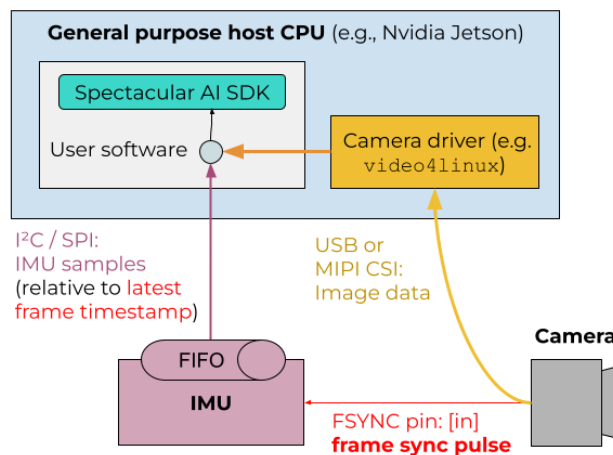 General purpose host CPU (e.g., Nvidia Jetson)
Spectacular AI SDK
User software
Camera driver (e.g.
video4linux)
I²C / SPI:
IMU samples
(relative to latest
frame timestamp)
USB or
MIPI CSI:
Image data
Camera
FIFO
IMU
FSYNC pin: [in]
frame sync pulse